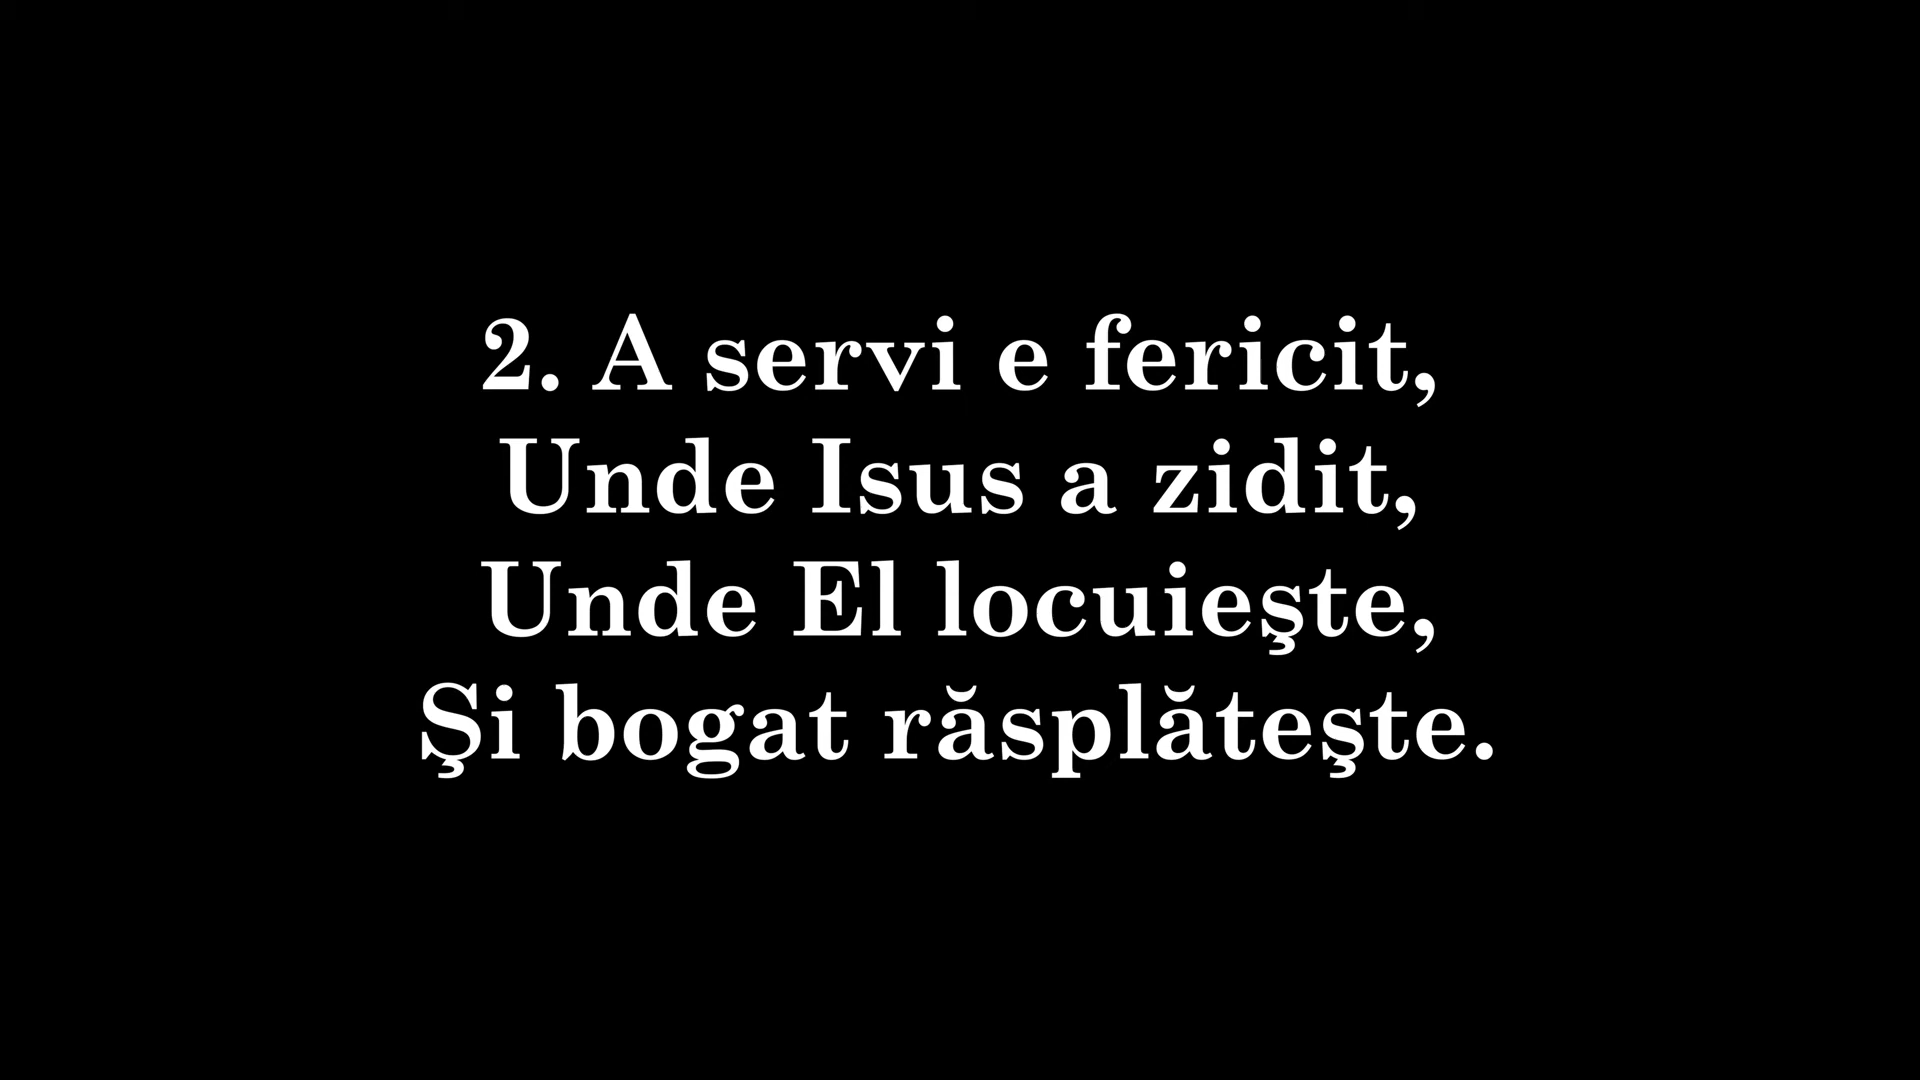 2. A servi e fericit,
Unde Isus a zidit,
Unde El locuieşte,
Şi bogat răsplăteşte.